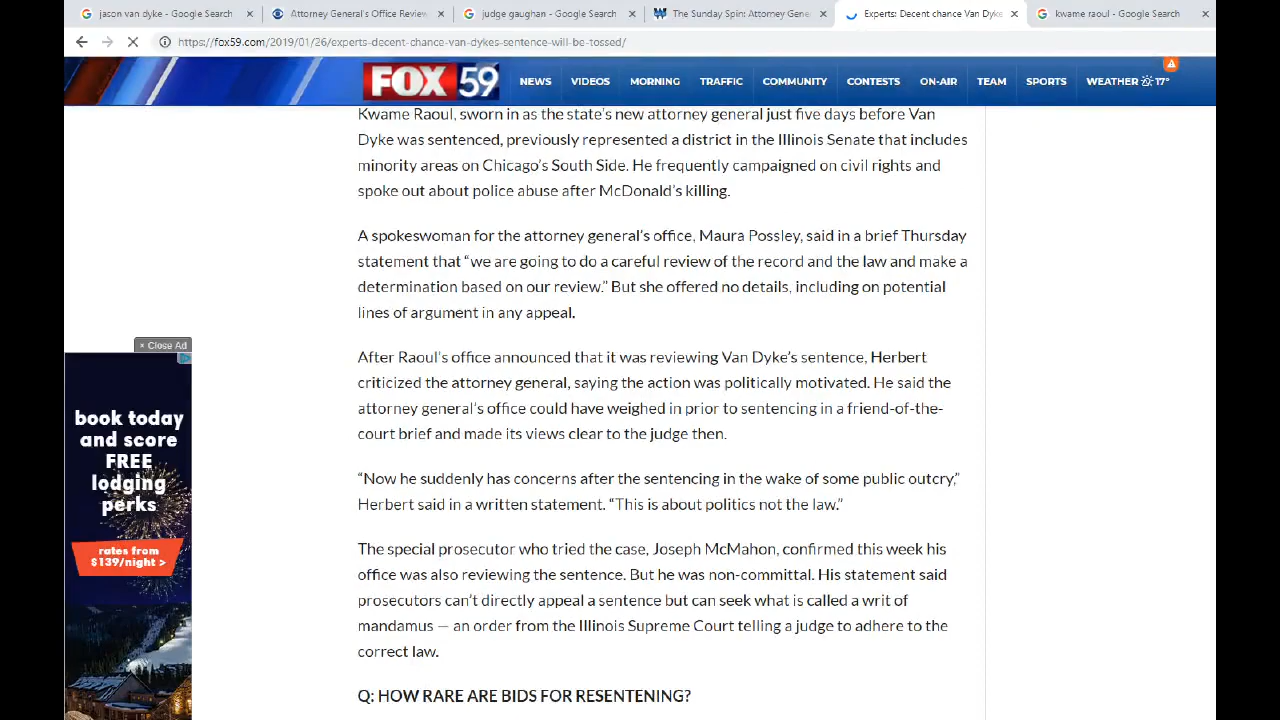 jason van dyke - Google Search
Attorney General's Office Review
judge gaughan - Google Search
The Sunday Spin: Attorney Gene
Experts: Decent chance Van Dyke
kwame raoul - Google Search
https://fox59.com/2019/01/26/experts-decent-chance-van-dykes-sentence-will-be-tossed/
FOX 59 NEWS VIDEOS MORNING TRAFFIC COMMUNITY CONTESTS ON-AIR TEAM SPORTS WEATHER 17°
Kwame Raoul, sworn in as the state’s new attorney general just five days before Van
Dyke was sentenced, previously represented a district in the Illinois Senate that includes
minority areas on Chicago’s South Side. He frequently campaigned on civil rights and
spoke out about police abuse after McDonald’s killing.
A spokeswoman for the attorney general’s office, Maura Possley, said in a brief Thursday
statement that “we are going to do a careful review of the record and the law and make a
determination based on our review.” But she offered no details, including on potential
lines of argument in any appeal.
After Raoul’s office announced that it was reviewing Van Dyke’s sentence, Herbert
criticized the attorney general, saying the action was politically motivated. He said the
attorney general’s office could have weighed in prior to sentencing in a friend-of-the-
court brief and made its views clear to the judge then.
“Now he suddenly has concerns after the sentencing in the wake of some public outcry,”
Herbert said in a written statement. “This is about politics not the law.”
The special prosecutor who tried the case, Joseph McMahon, confirmed this week his
office was also reviewing the sentence. But he was non-committal. His statement said
prosecutors can’t directly appeal a sentence but can seek what is called a writ of
mandamus — an order from the Illinois Supreme Court telling a judge to adhere to the
correct law.
Q: HOW RARE ARE BIDS FOR RESENTENING?
× Close Ad
book today
and score
FREE
lodging
perks
rates from
$139/night >